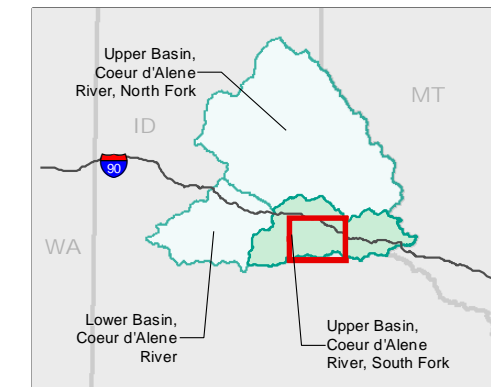 Upper Basin,
Coeur d'Alene
River, North Fork
MT
ID
90
WA
Lower Basin,
Coeur d'Alene
River
Upper Basin,
Coeur d'Alene
River, South Fork